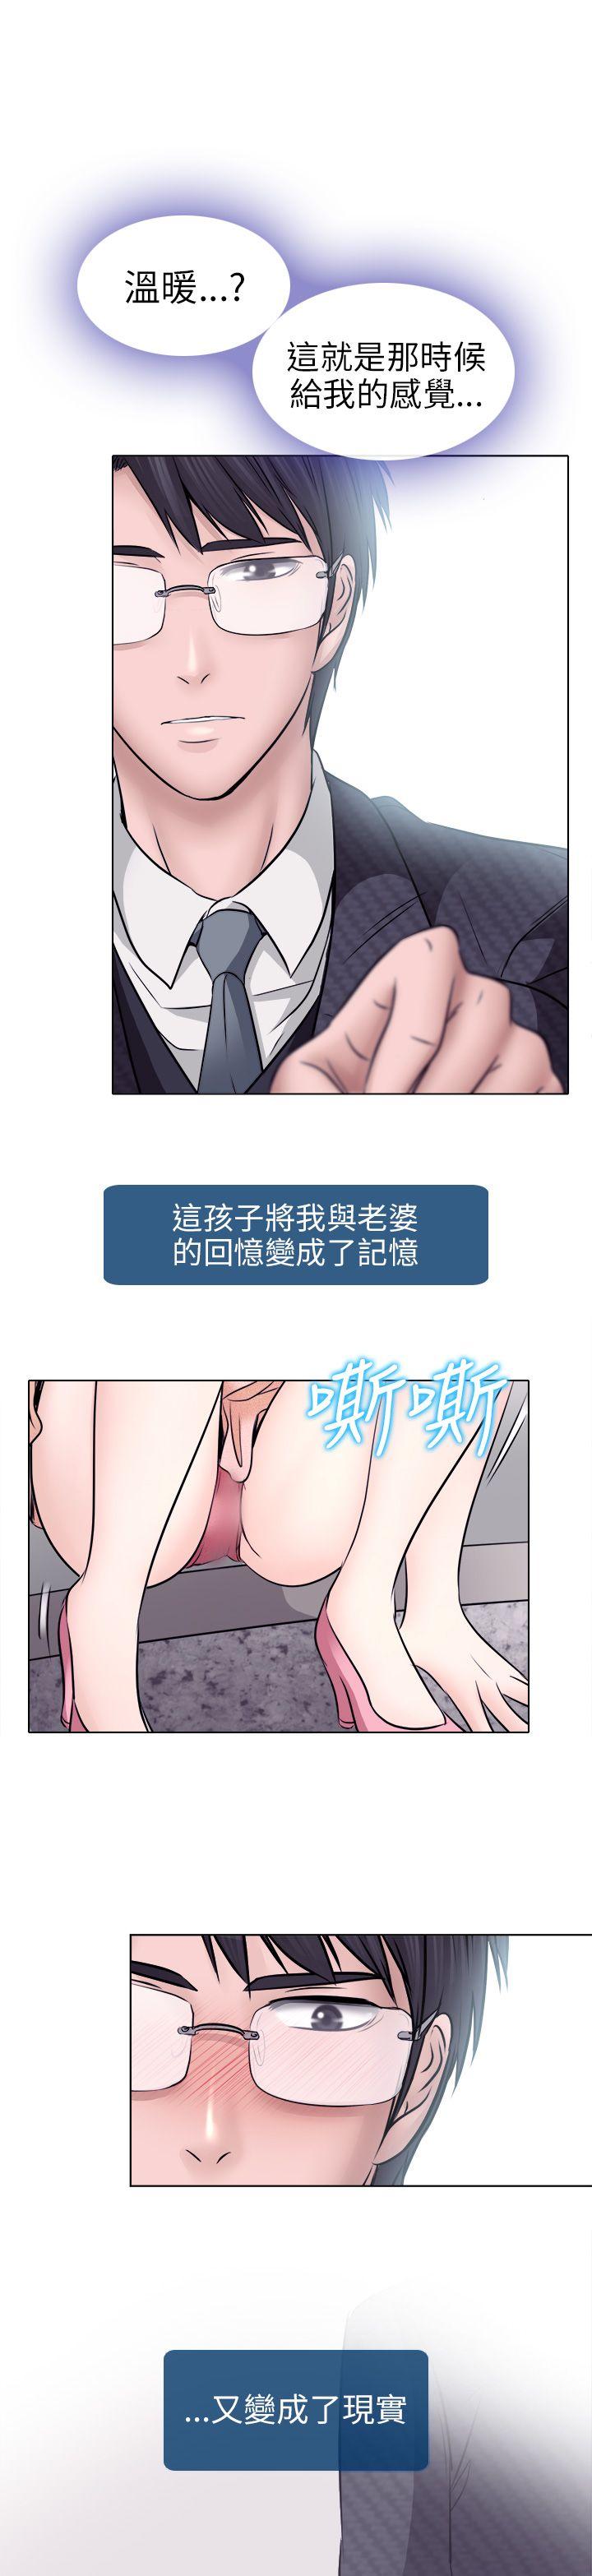 溫暖...?
這就是那時候
給我的感覺...
這孩子將我與老婆
的回憶變成了記憶
嘶嘶
...又變成了現實